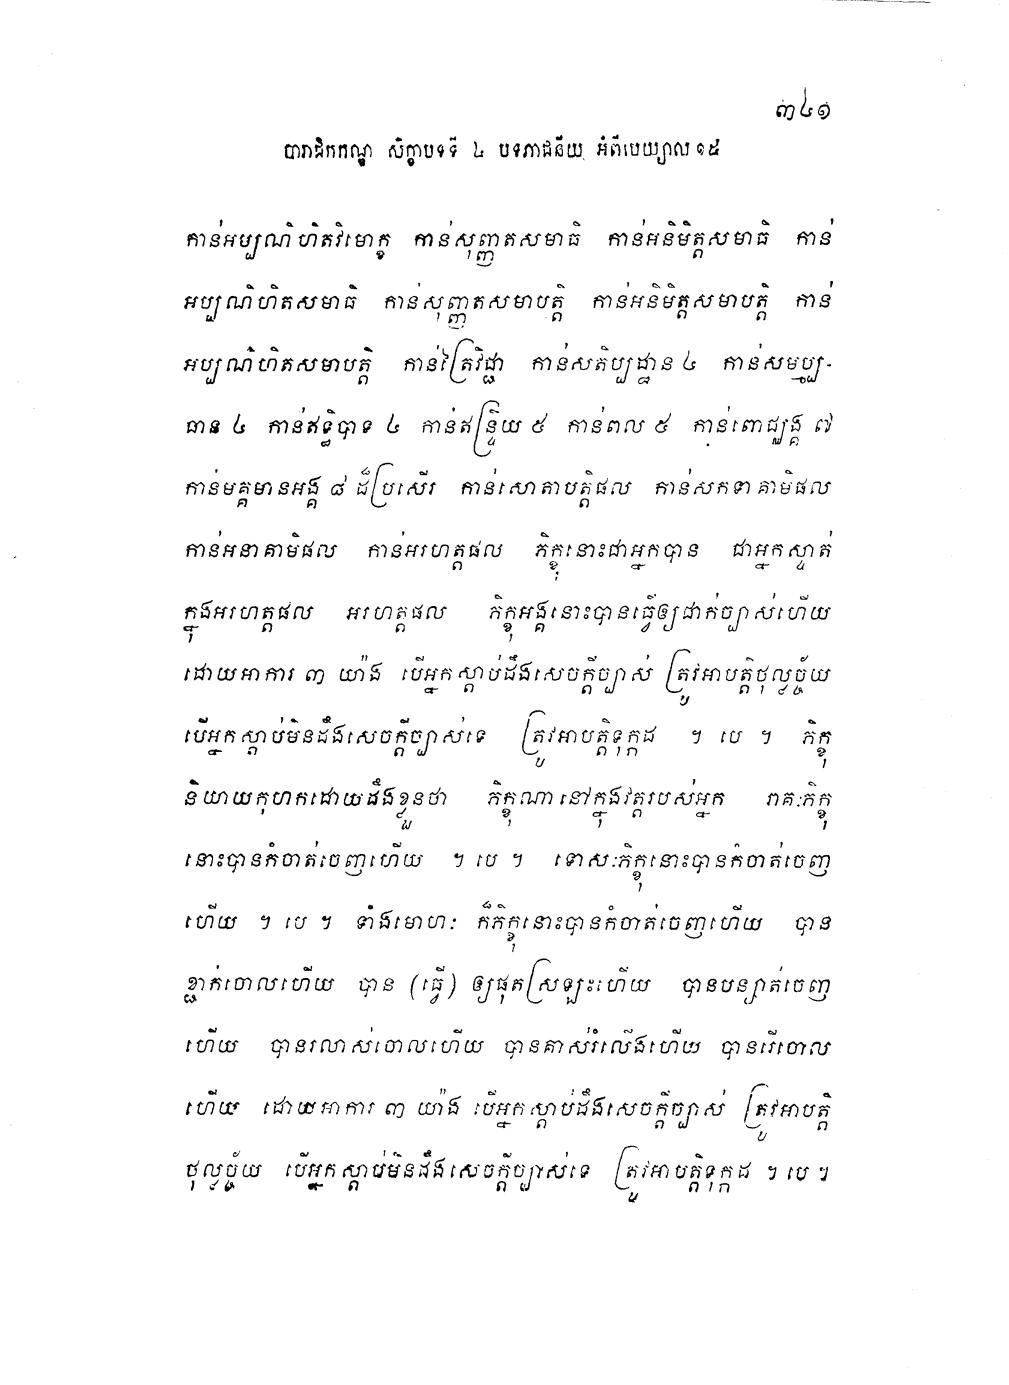 ៣៤១
បារាជិកកណ្ឌ សិក្ខាបទទី ៤ បទភាជនីយ អំពីបេយ្យាល ១៥
កាន់អប្បណិហិតវិមោក្ខ កាន់សុញ្ញតសមាធិ កាន់អនិមិត្តសមាធិ កាន់
អប្បណិហិតសមាធិ កាន់សុញ្ញតសមាបត្តិ កាន់អនិមិត្តសមាបត្តិ កាន់
អប្បណិហិតសមាបត្តិ កាន់ត្រៃវិជ្ជា កាន់សតិប្បដ្ឋាន ៤ កាន់សមប្ប-
ធាន ៤ កាន់ឥទ្ធិបាទ ៤ កាន់ឥន្ទ្រិយ ៥ កាន់ពល ៥ កាន់ពោជ្ឈង្គ ៧
កាន់មគ្គមានអង្គ ៨ ដ៏ប្រសើរ កាន់សោតាបត្តិផល កាន់សកទាគាមិផល
កាន់អនាគាមិផល កាន់អរហត្តផល ភិក្ខុនោះជាអ្នកបាន ជាអ្នកស្ទាត់
ក្នុងអរហត្តផល អរហត្តផល ភិក្ខុអង្គនោះបានធ្វើឲ្យជាក់ច្បាស់ហើយ
ដោយអាការ ៣ យ៉ាង បើអ្នកស្តាប់ដឹងសេចក្តីច្បាស់ ត្រូវអាបត្តិថុល្លច្ច័យ
បើអ្នកស្តាប់មិនដឹងសេចក្តីច្បាស់ទេ ត្រូវអាបត្តិទុក្កដ ។ បេ ។ ភិក្ខុ
និយាយកុហកដោយដឹងខ្លួនថា ភិក្ខុណានៅក្នុងវត្តរបស់អ្នក រាគៈភិក្ខុ
នោះបានកំចាត់ចេញហើយ ។ បេ ។ ទោសៈភិក្ខុនោះបានកំចាត់ចេញ
ហើយ ។ បេ ។ ទាំងមោហៈ ក៏ភិក្ខុនោះបានកំចាត់ចេញហើយ បាន
ខ្ជាក់ចោលហើយ បាន (ធ្វើ) ឲ្យផុតស្រឡះហើយ បានបន្សាត់ចេញ
ហើយ បានរលាស់ចោលហើយ បានគាស់រំលើងហើយ បានរើចោល
ហើយ ដោយអាការ ៣ យ៉ាង បើអ្នកស្តាប់ដឹងសេចក្តីច្បាស់ ត្រូវអាបត្តិ
ថុល្លច្ច័យ បើអ្នកស្តាប់មិនដឹងសេចក្តីច្បាស់ទេ ត្រូវអាបត្តិទុក្កដ ។ បេ ។